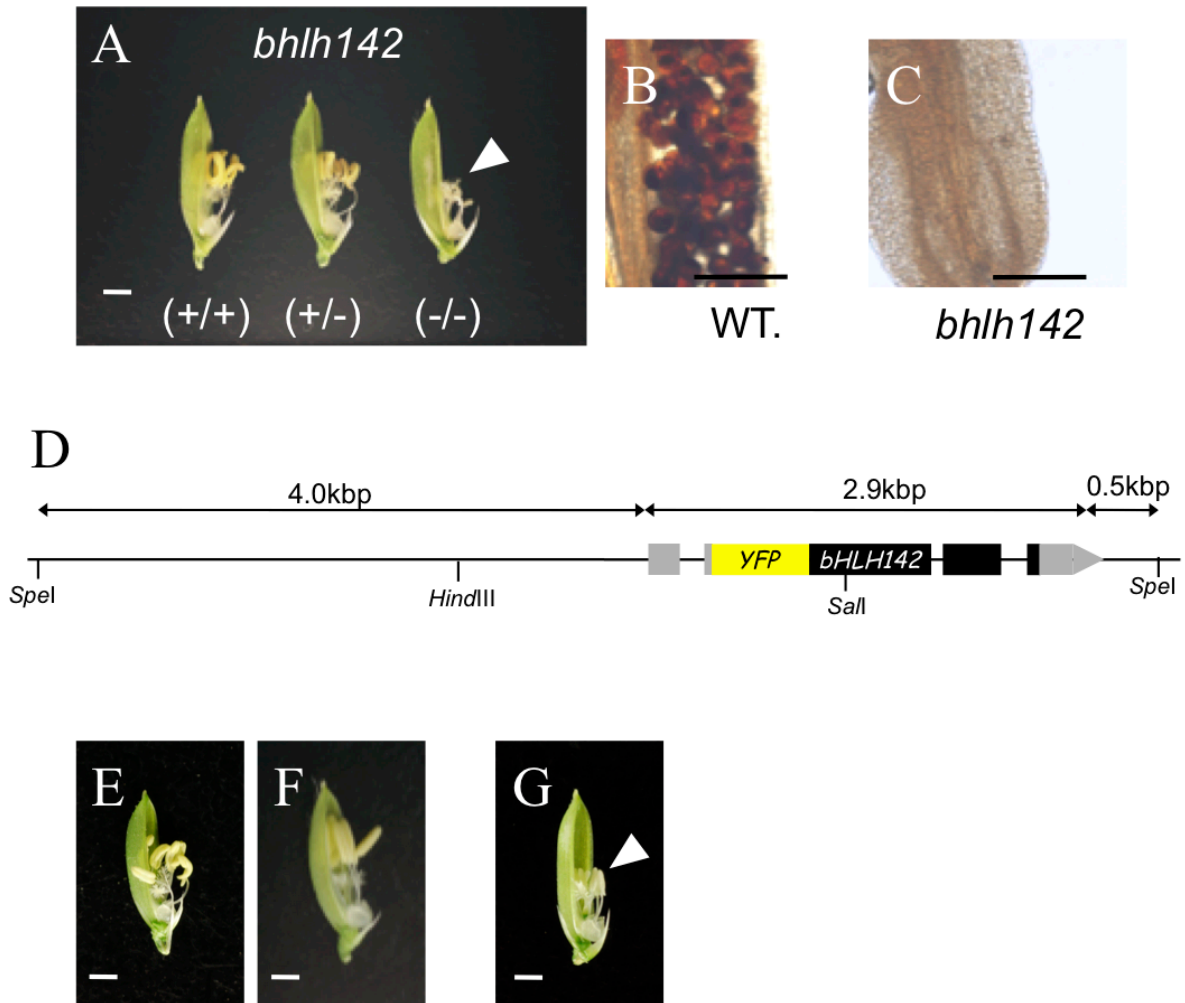 A bhlh142
(+/+) (+/-) (-/-)
B
WT.
C
bhlh142
D
4.0kbp 2.9kbp 0.5kbp
YFP bHLH142
SpeI HindIII SalI SpeI
E
F
G